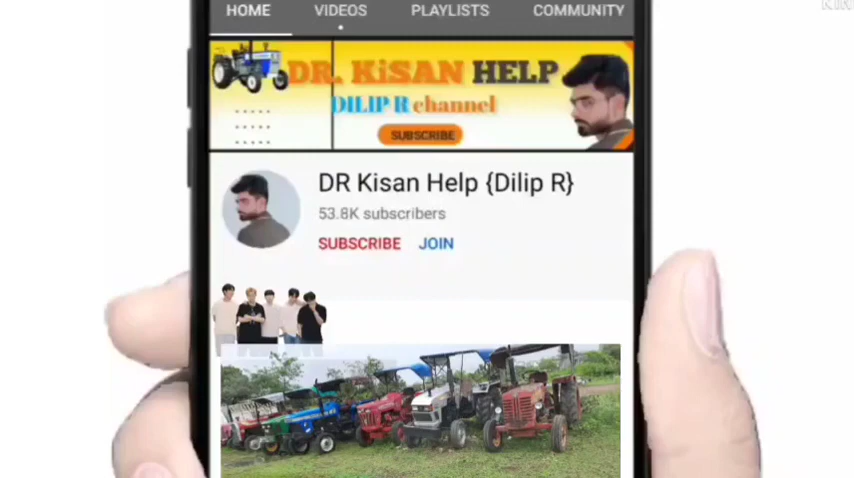 HOME VIDEOS PLAYLISTS COMMUNITY
KIN
DR. KiSAN HELP
DILIP R channel
SUBSCRIBE
DR Kisan Help {Dilip R}
53.8K subscribers
SUBSCRIBE JOIN